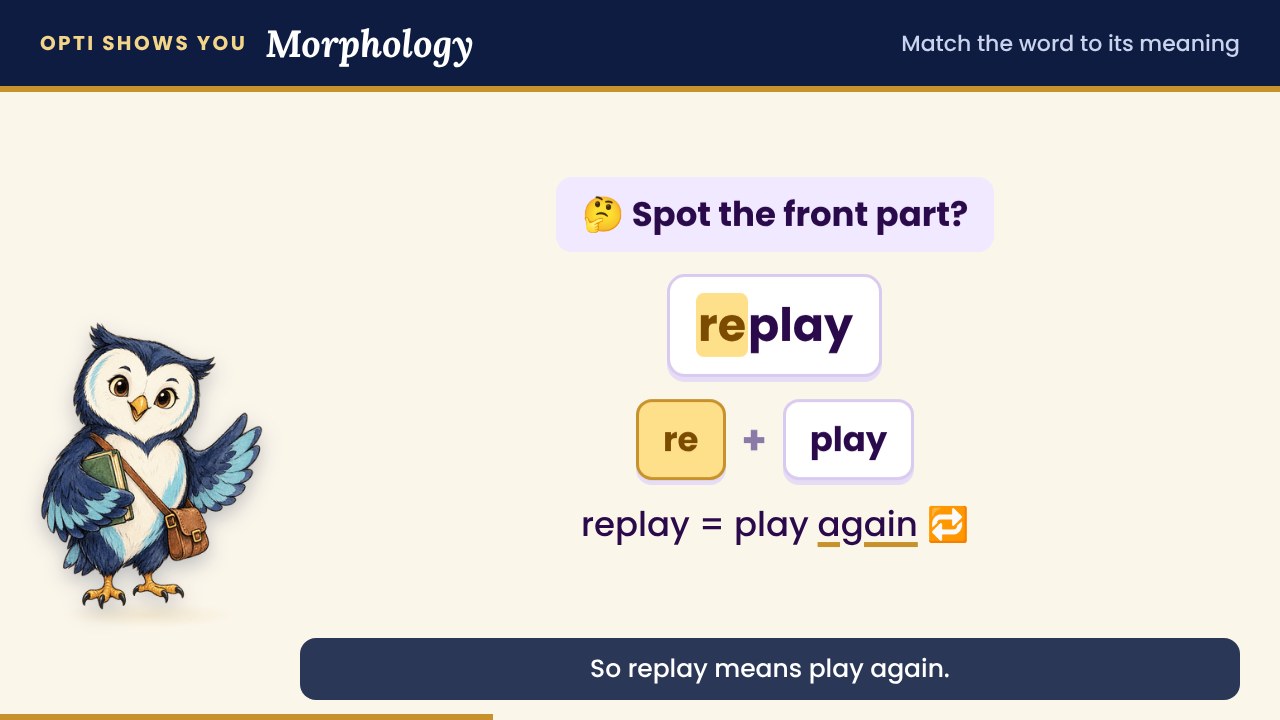 OPTI SHOWS YOU Morphology
Match the word to its meaning
🤔 Spot the front part?
replay
re + play
replay = play again 🔁
So replay means play again.